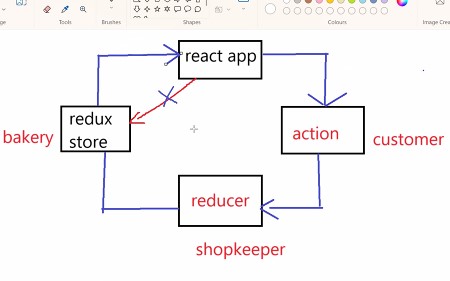 Tools
Brushes
Shapes
Colours
Image Crea
react app
redux
store
action
bakery
customer
reducer
shopkeeper